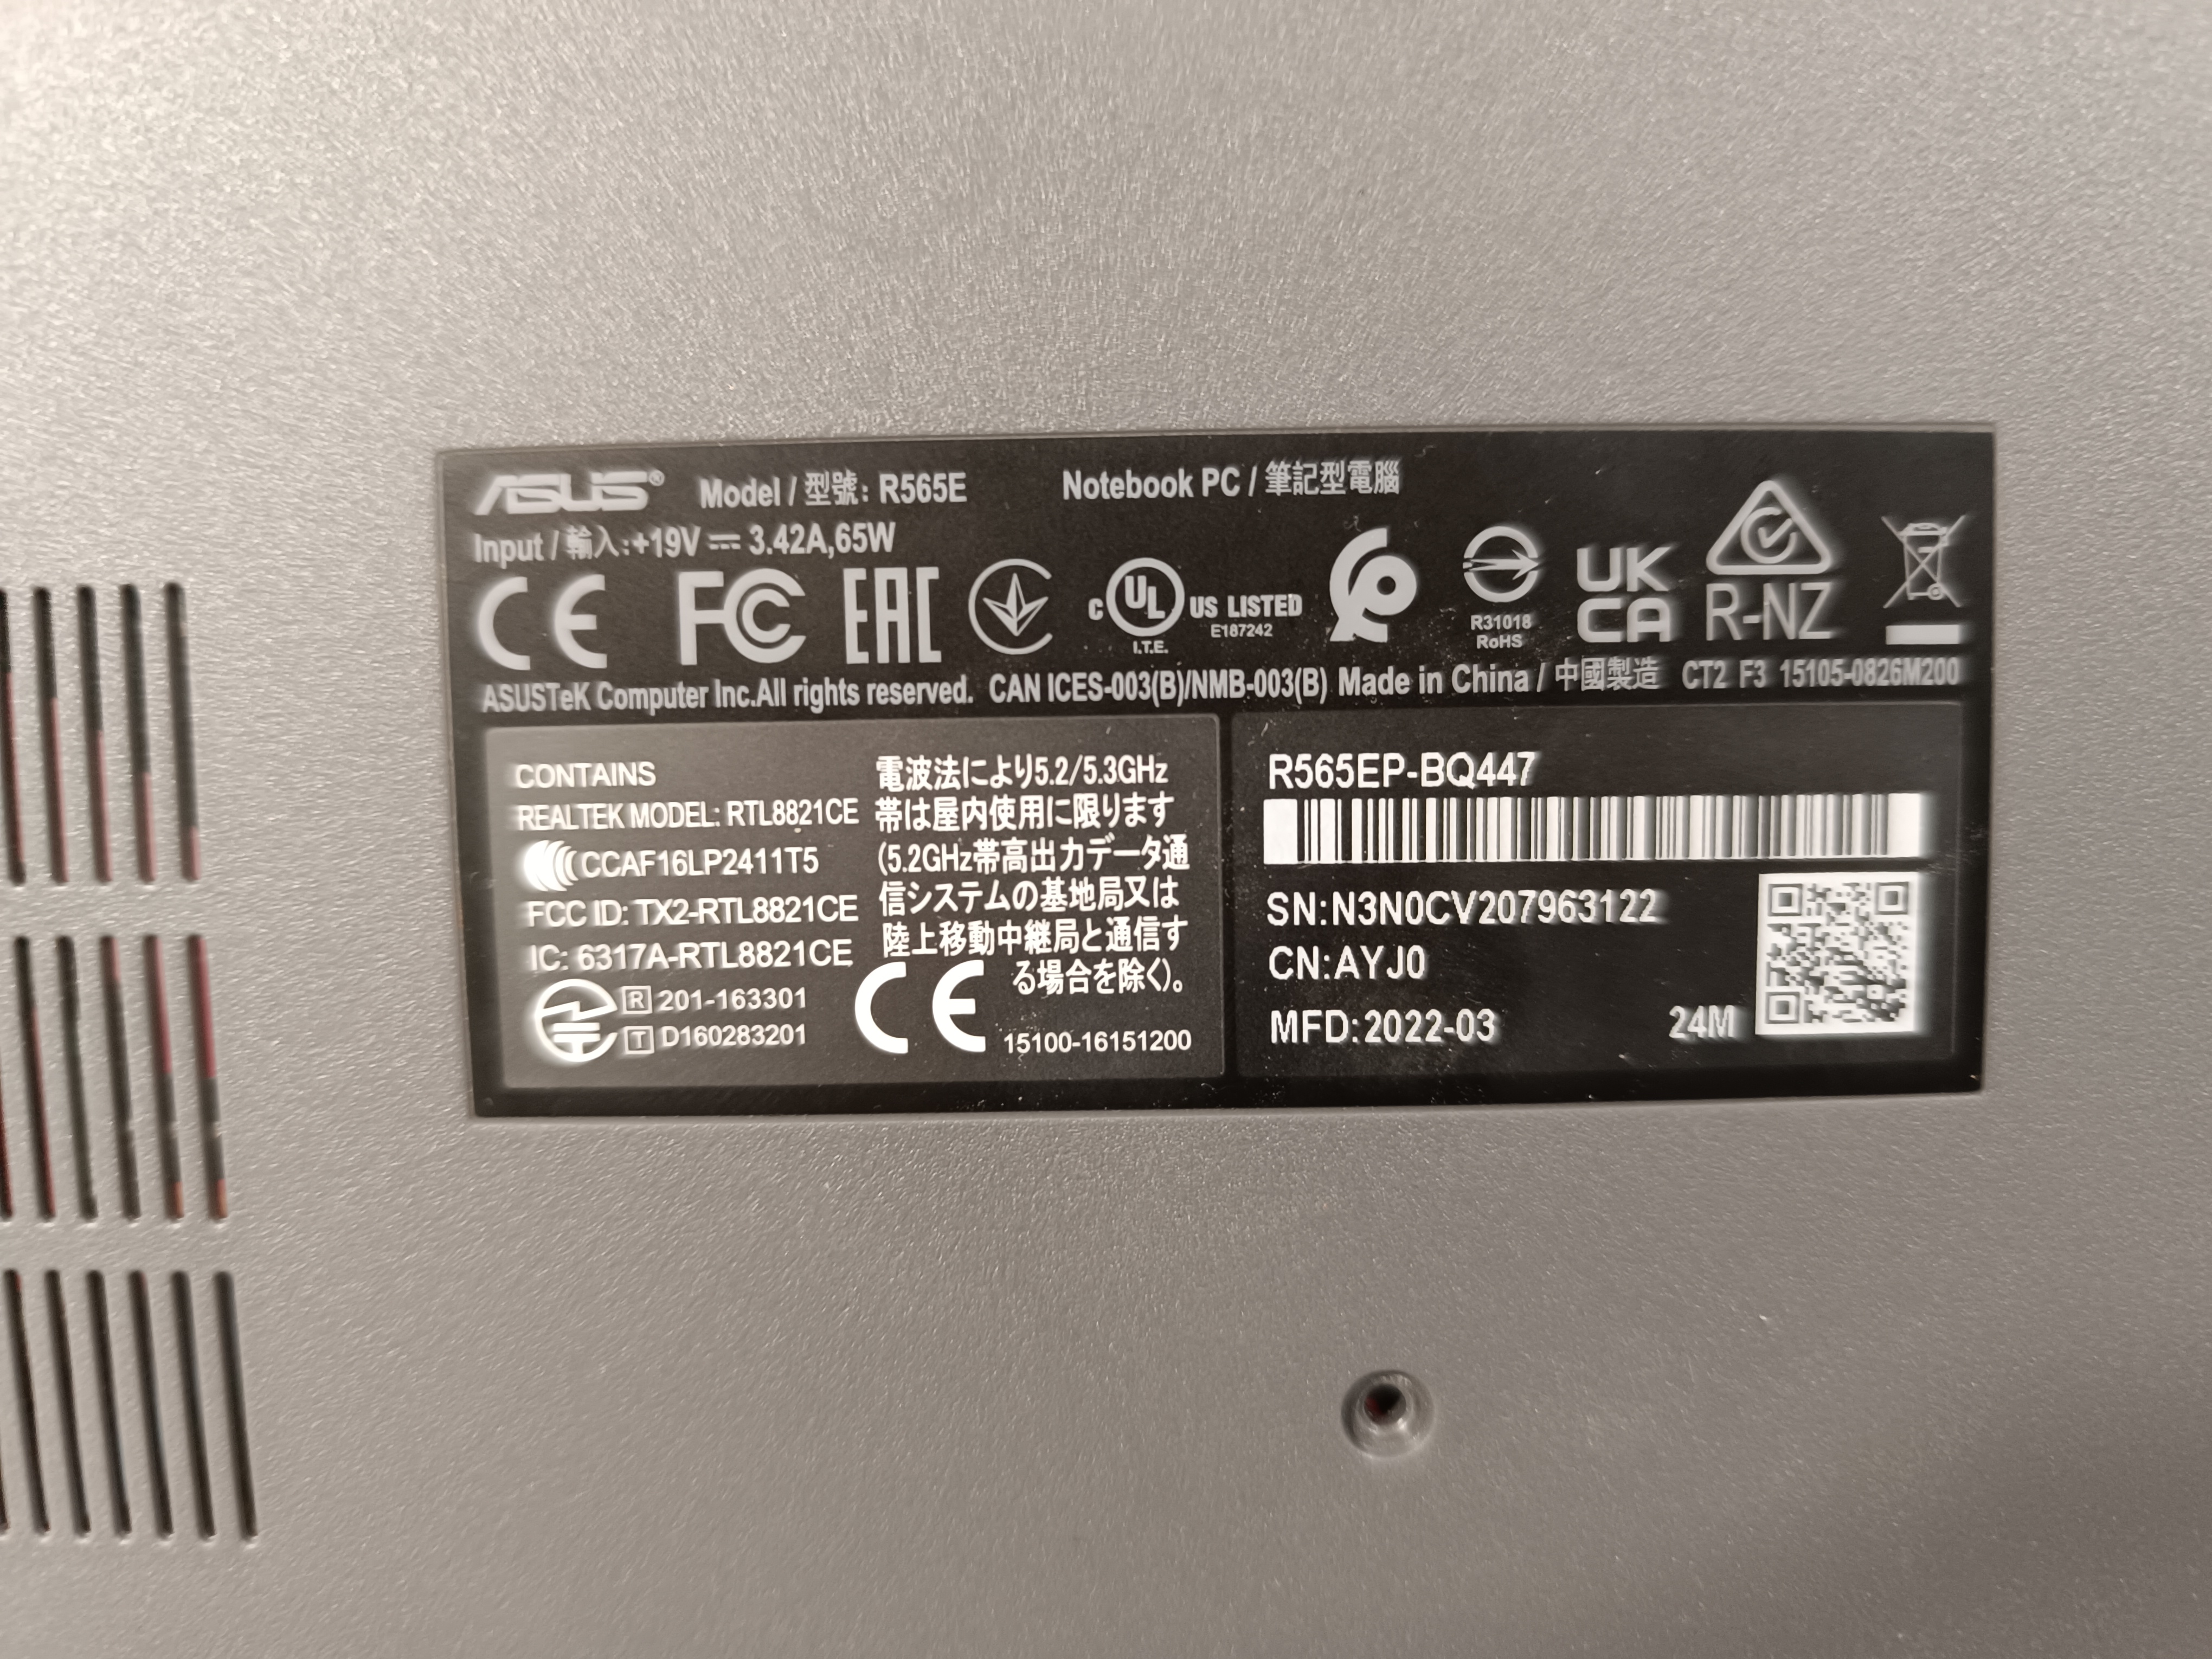 ASUS® Model / 型號: R565E Notebook PC / 筆記型電腦
Input / 輸入:+19V ⎓ 3.42A,65W
CE FC EAC C UL US LISTED UK CA R-NZ
I.T.E. E187242 R31018 RoHS
ASUSTeK Computer Inc.All rights reserved. CAN ICES-003(B)/NMB-003(B) Made in China / 中國製造 CT2 F3 15105-0826M200
CONTAINS
REALTEK MODEL: RTL8821CE
CCAF16LP2411T5
FCC ID: TX2-RTL8821CE
IC: 6317A-RTL8821CE
R 201-163301
T D160283201
電波法により5.2/5.3GHz
帯は屋内使用に限ります
(5.2GHz帯高出力データ通
信システムの基地局又は
陸上移動中継局と通信す
る場合を除く)。
CE 15100-16151200
R565EP-BQ447
SN:N3N0CV207963122
CN:AYJ0
MFD:2022-03 24M